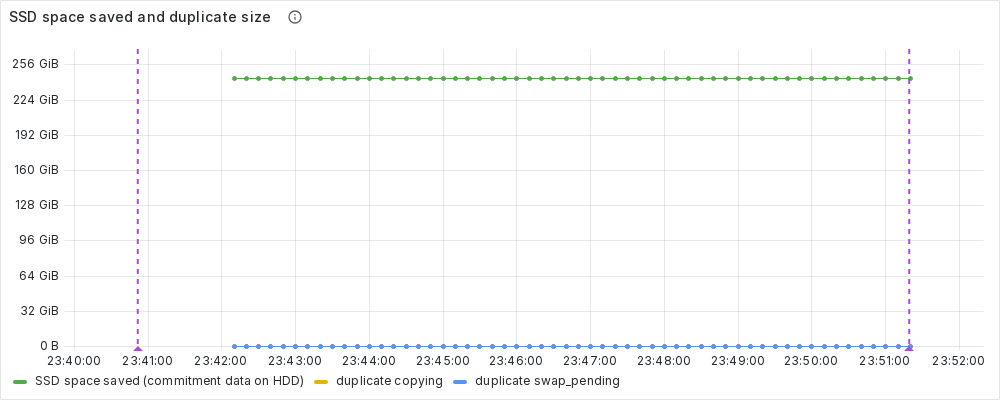 SSD space saved and duplicate size
256 GiB
224 GiB
192 GiB
160 GiB
128 GiB
96 GiB
64 GiB
32 GiB
0 B
23:40:00 23:41:00 23:42:00 23:43:00 23:44:00 23:45:00 23:46:00 23:47:00 23:48:00 23:49:00 23:50:00 23:51:00 23:52:00
SSD space saved (commitment data on HDD) duplicate copying duplicate swap_pending